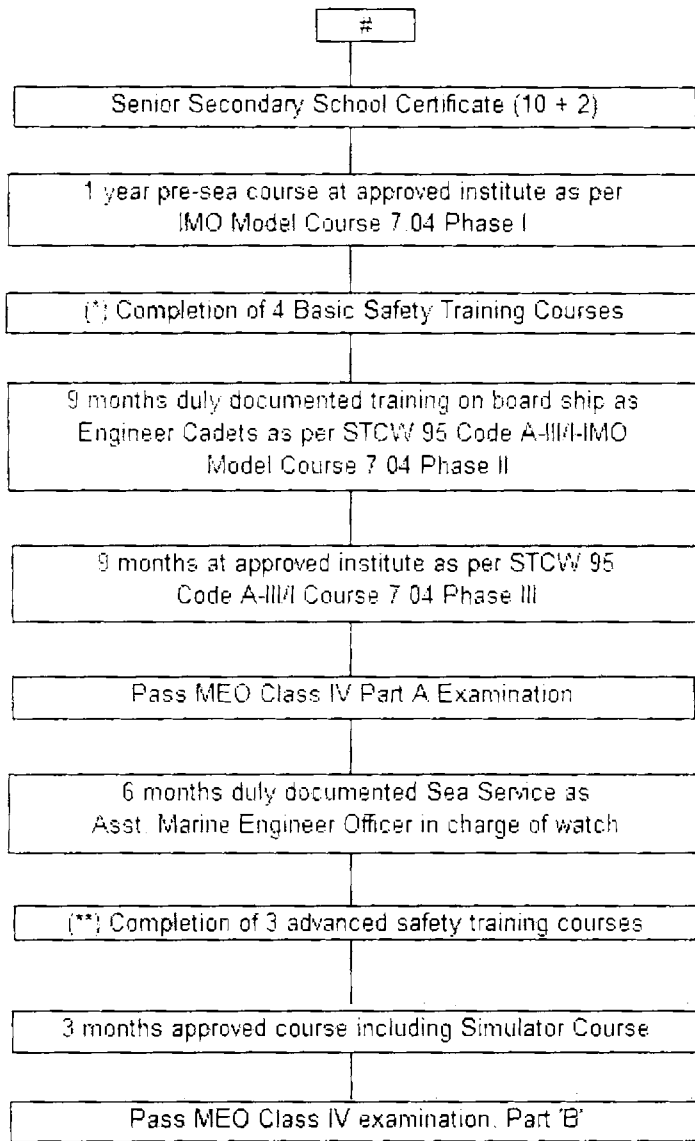 #
Senior Secondary School Certificate (10 + 2)
1 year pre-sea course at approved institute as per
IMO Model Course 7.04 Phase I
(*) Completion of 4 Basic Safety Training Courses
9 months duly documented training on board ship as
Engineer Cadets as per STCW 95 Code A-III/I-IMO
Model Course 7.04 Phase II
9 months at approved institute as per STCW 95
Code A-III/I Course 7.04 Phase III
Pass MEO Class IV Part A Examination
6 months duly documented Sea Service as
Asst. Marine Engineer Officer in charge of watch
(**) Completion of 3 advanced safety training courses
3 months approved course including Simulator Course
Pass MEO Class IV examination. Part 'B'